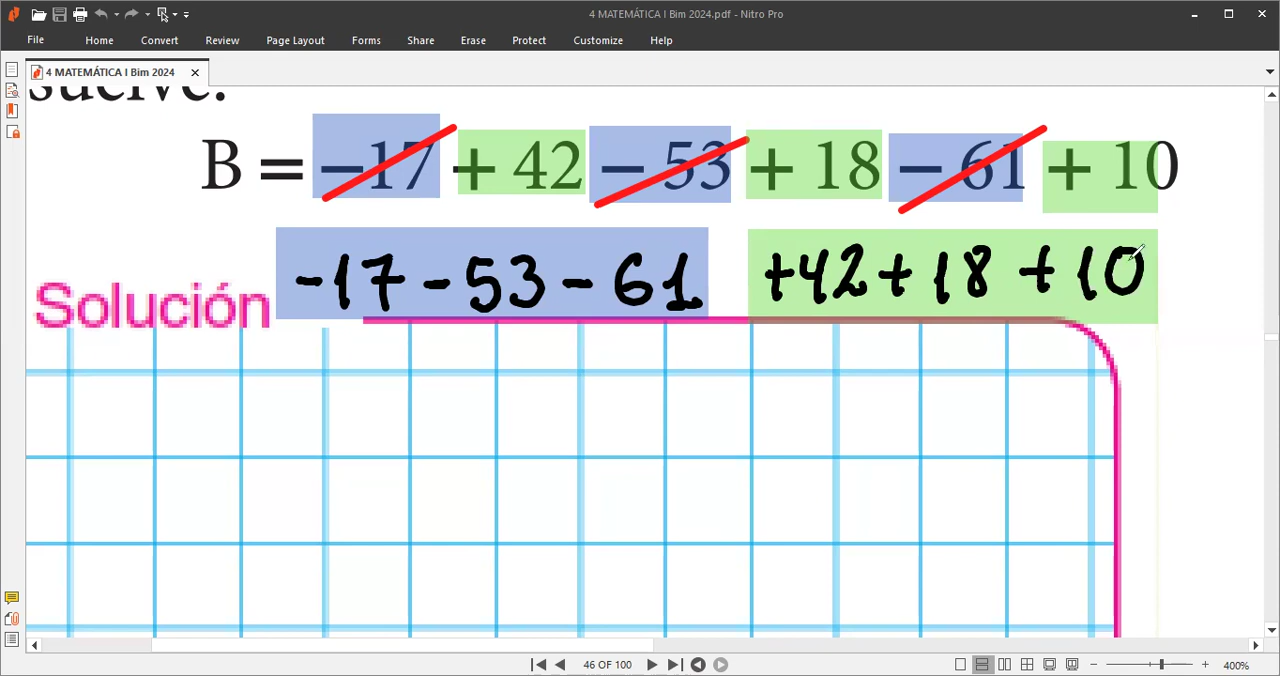 4 MATEMÁTICA I Bim 2024.pdf - Nitro Pro
File Home Convert Review Page Layout Forms Share Erase Protect Customize Help
4 MATEMÁTICA I Bim 2024
suelve:
B = −17 + 42 − 53 + 18 − 61 + 10
-17-53-61 +42+18+10
Solución
46 OF 100
400%